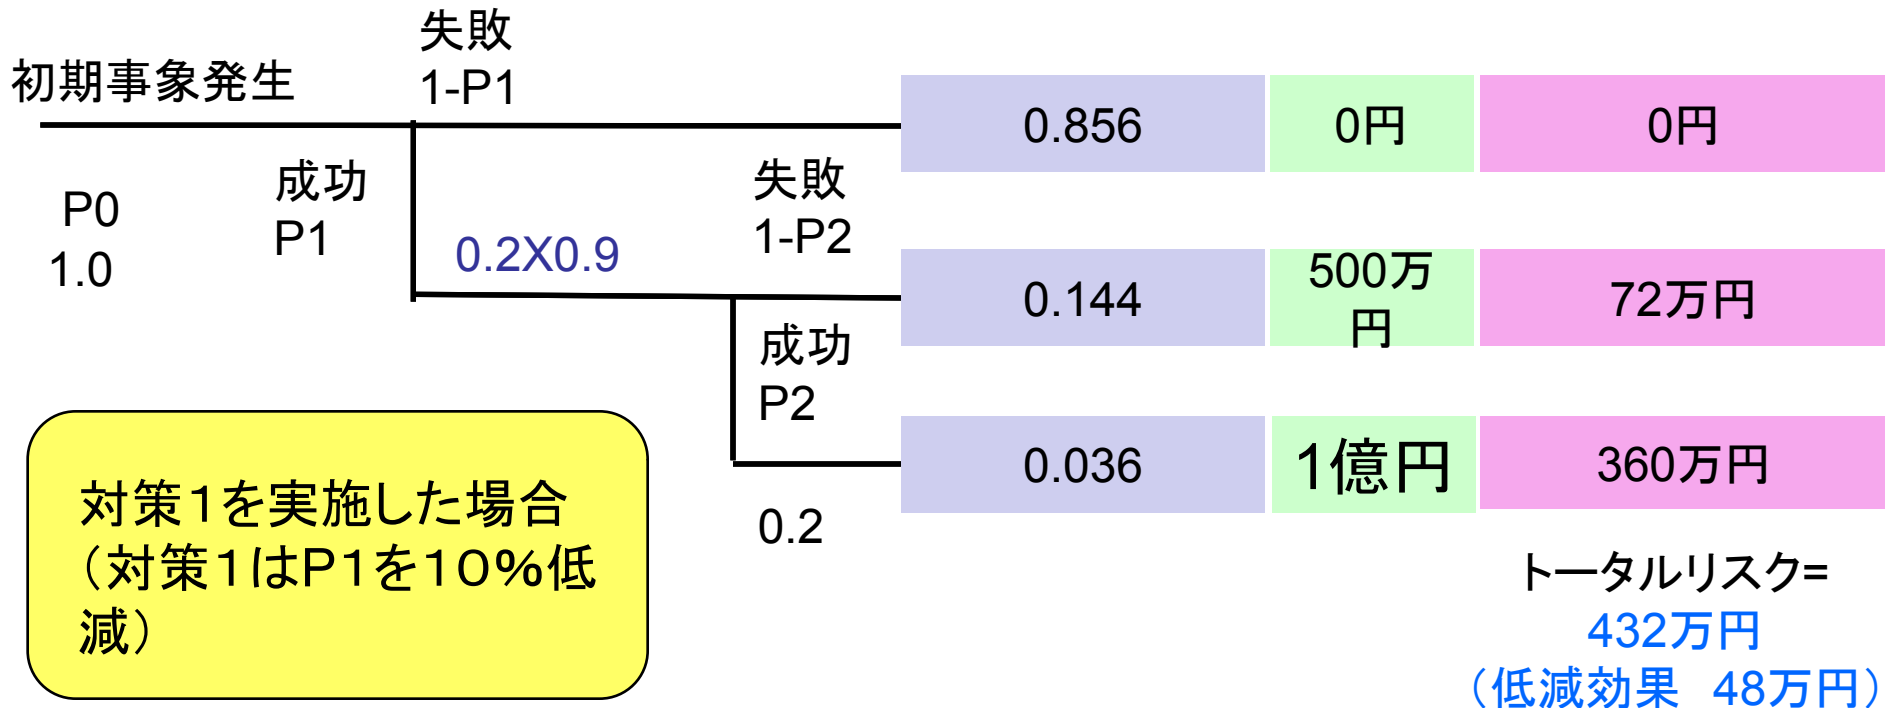 初期事象発生
失敗
1-P1
0.856
0円
0円
P0
1.0
成功
P1
0.2X0.9
失敗
1-P2
0.144
500万
円
72万円
成功
P2
0.2
0.036
1億円
360万円
対策1を実施した場合
(対策1はP1を10%低
減)
トータルリスク=
432万円
(低減効果 48万円)